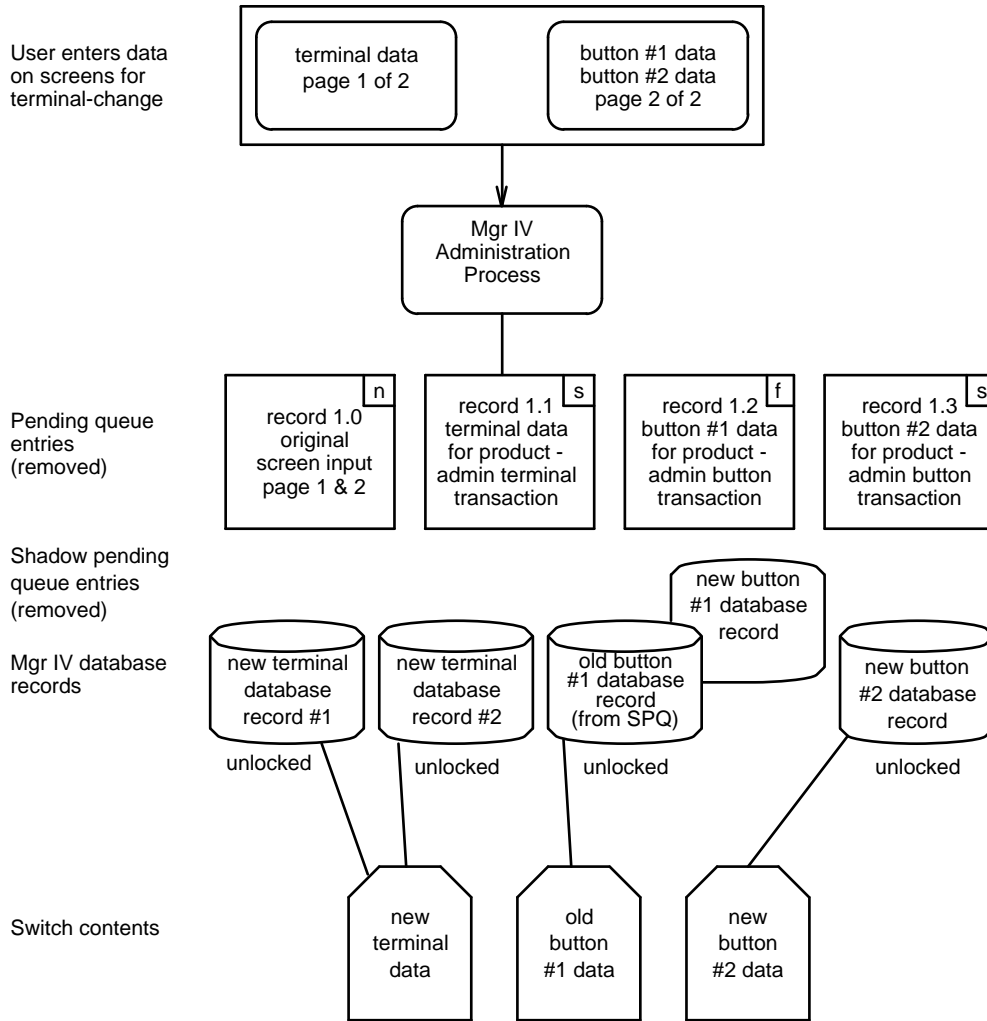 User enters data
on screens for
terminal-change
terminal data
page 1 of 2
button #1 data
button #2 data
page 2 of 2
Mgr IV
Administration
Process
Pending queue
entries
(removed)
n
record 1.0
original
screen input
page 1 & 2
s
record 1.1
terminal data
for product -
admin terminal
transaction
f
record 1.2
button #1 data
for product -
admin button
transaction
s
record 1.3
button #2 data
for product -
admin button
transaction
Shadow pending
queue entries
(removed)
new button
#1 database
record
Mgr IV database
records
new terminal
database
record #1
unlocked
new terminal
database
record #2
unlocked
old button
#1 database
record
(from SPQ)
unlocked
new button
#2 database
record
unlocked
Switch contents
new
terminal
data
old
button
#1 data
new
button
#2 data